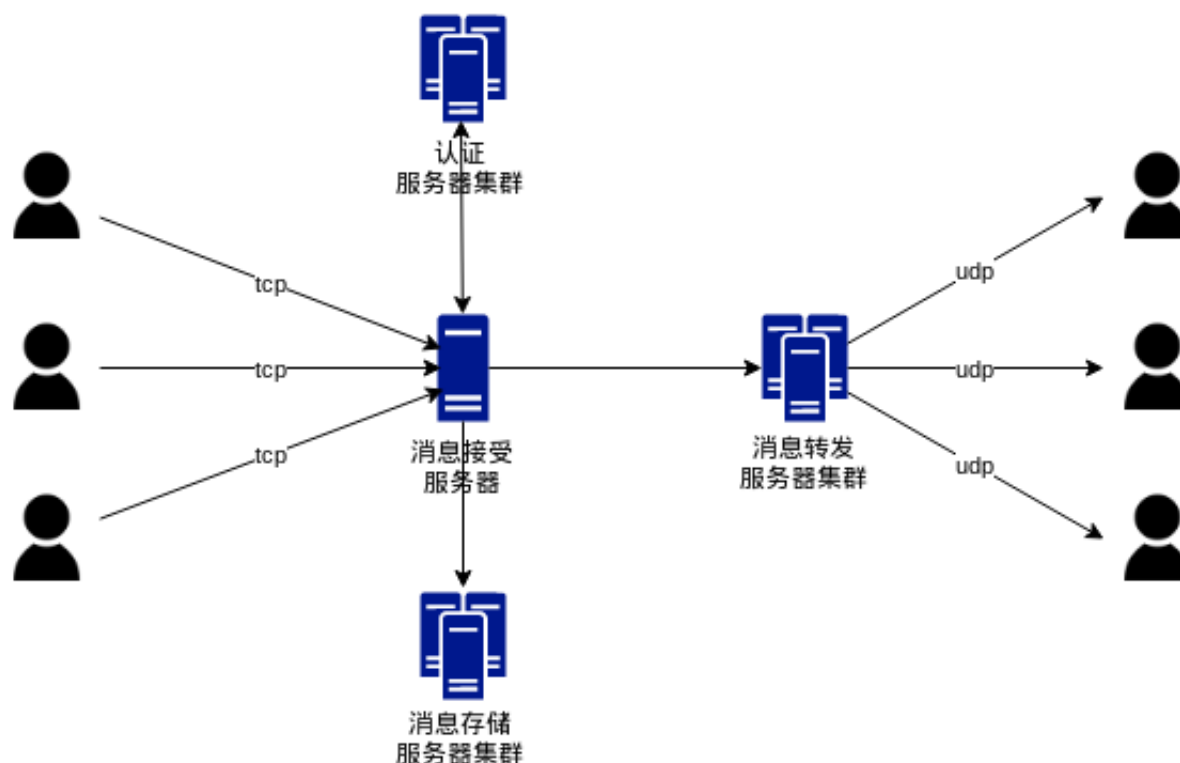 认证
服务器集群
tcp
udp
tcp
udp
消息接受
服务器
消息转发
服务器集群
tcp
udp
消息存储
服务器集群